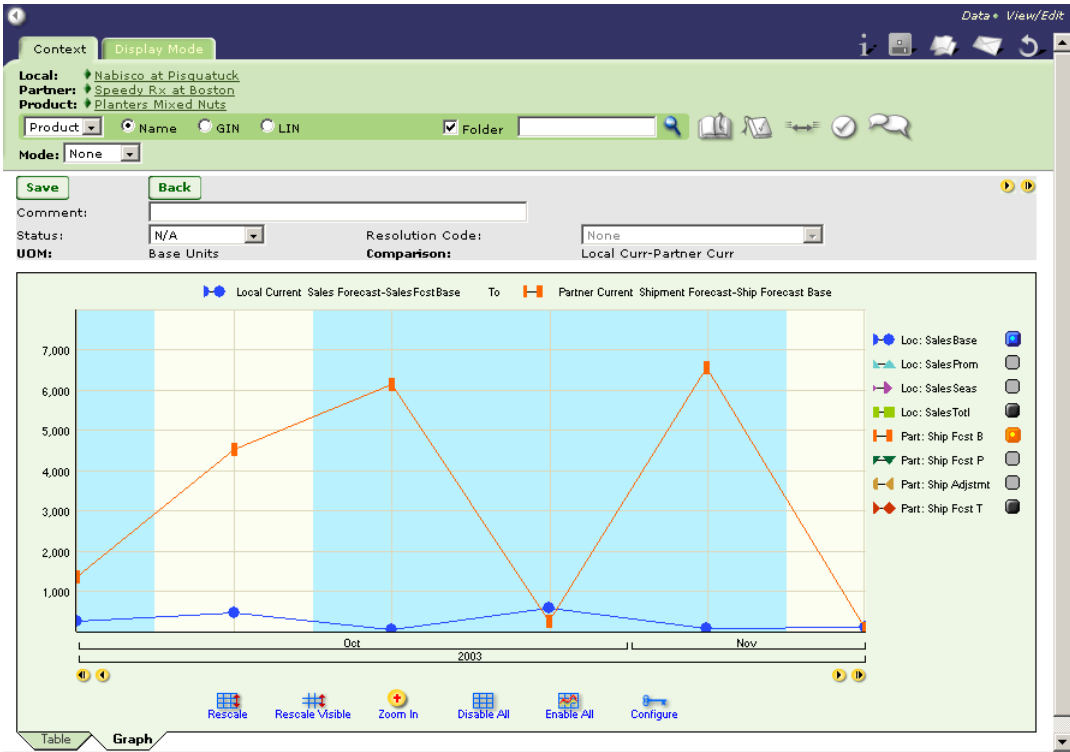 Data • View/Edit
Context
Display Mode
Local: Nabisco at Pisquatuck
Partner: Speedy Rx at Boston
Product: Planters Mixed Nuts
Product Name GIN LIN Folder
Mode: None
Save Back
Comment:
Status: N/A Resolution Code: None
UOM: Base Units Comparison: Local Curr-Partner Curr
Local Current Sales Forecast-SalesFcstBase To Partner Current Shipment Forecast-Ship Forecast Base
7,000
6,000
5,000
4,000
3,000
2,000
1,000
Loc: SalesBase
Loc: SalesProm
Loc: SalesSeas
Loc: SalesTotl
Part: Ship Fcst B
Part: Ship Fcst P
Part: Ship Adjstmt
Part: Ship Fcst T
Oct Nov
2003
Rescale Rescale Visible Zoom In Disable All Enable All Configure
Table Graph